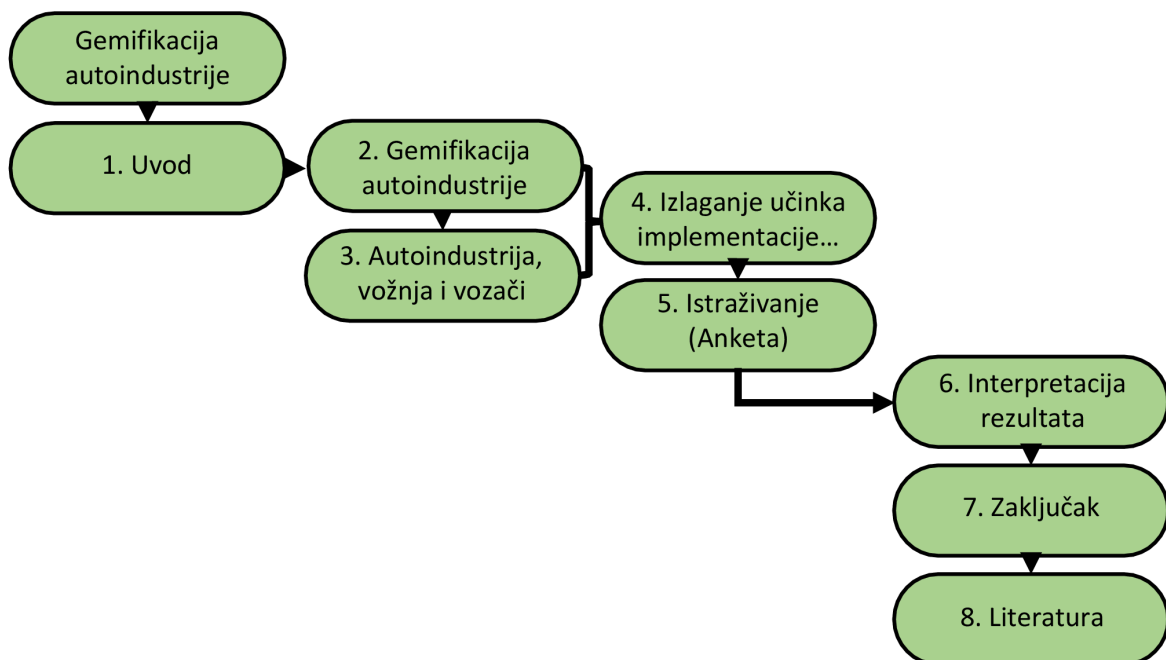 Gemifikacija
autoindustrije
1. Uvod
2. Gemifikacija
autoindustrije
3. Autoindustrija,
vožnja i vozači
4. Izlaganje učinka
implementacije...
5. Istraživanje
(Anketa)
6. Interpretacija
rezultata
7. Zaključak
8. Literatura